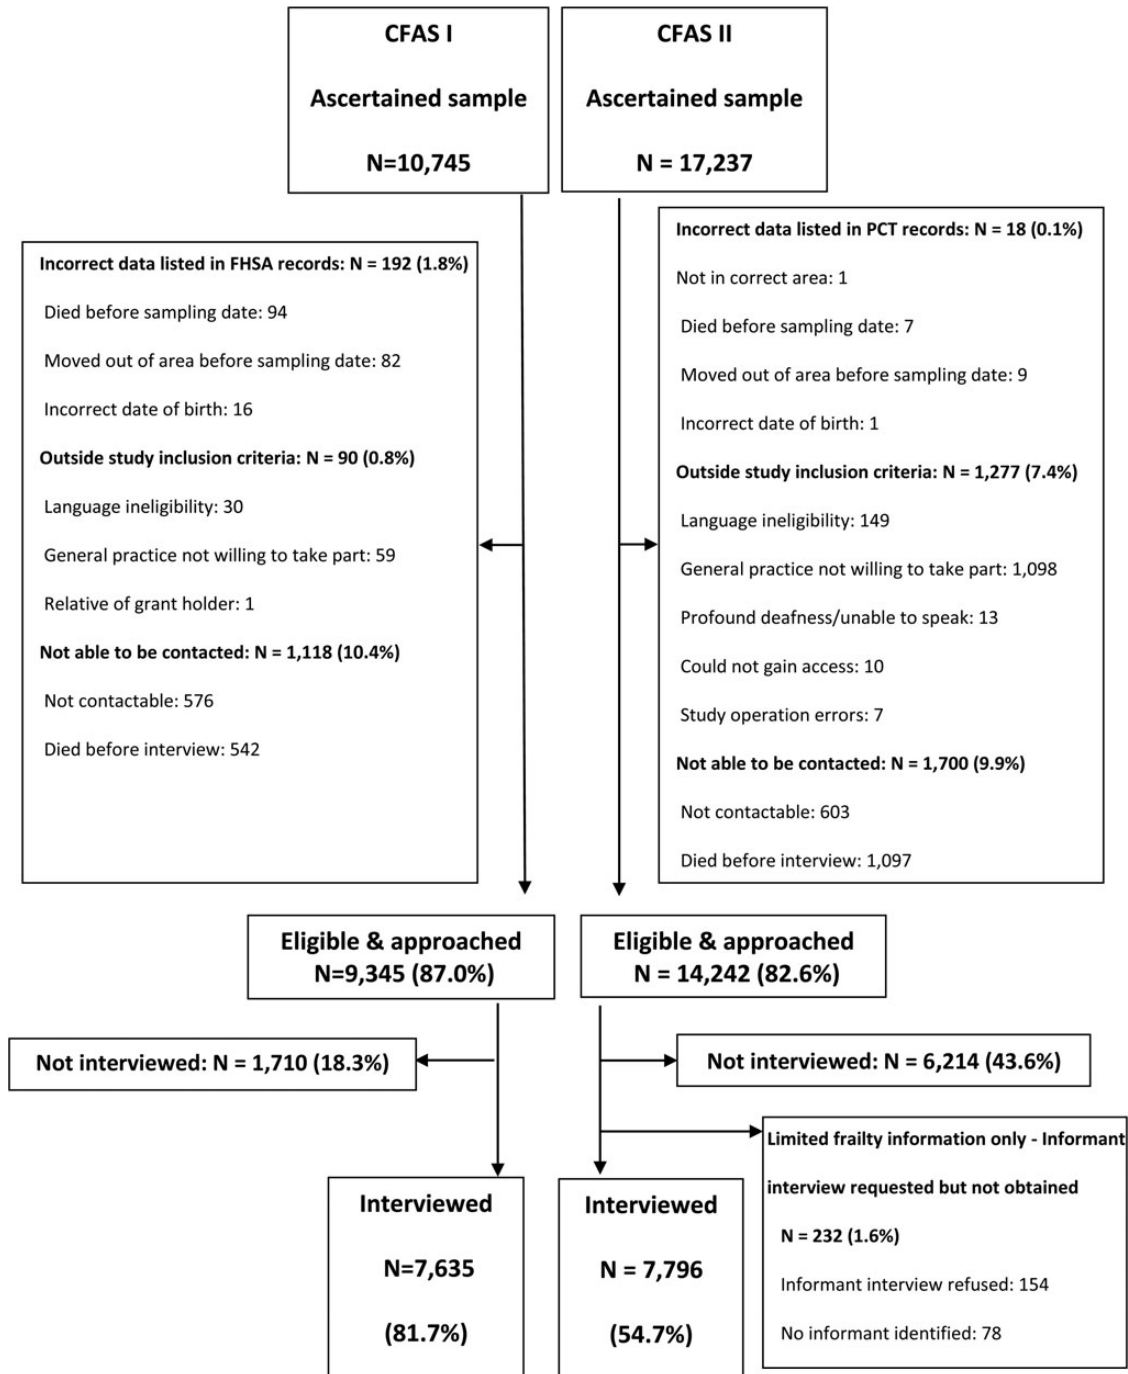 CFAS I
Ascertained sample
N=10,745
CFAS II
Ascertained sample
N = 17,237
Incorrect data listed in FHSA records: N = 192 (1.8%)
Died before sampling date: 94
Moved out of area before sampling date: 82
Incorrect date of birth: 16
Outside study inclusion criteria: N = 90 (0.8%)
Language ineligibility: 30
General practice not willing to take part: 59
Relative of grant holder: 1
Not able to be contacted: N = 1,118 (10.4%)
Not contactable: 576
Died before interview: 542
Incorrect data listed in PCT records: N = 18 (0.1%)
Not in correct area: 1
Died before sampling date: 7
Moved out of area before sampling date: 9
Incorrect date of birth: 1
Outside study inclusion criteria: N = 1,277 (7.4%)
Language ineligibility: 149
General practice not willing to take part: 1,098
Profound deafness/unable to speak: 13
Could not gain access: 10
Study operation errors: 7
Not able to be contacted: N = 1,700 (9.9%)
Not contactable: 603
Died before interview: 1,097
Eligible & approached
N=9,345 (87.0%)
Eligible & approached
N = 14,242 (82.6%)
Not interviewed: N = 1,710 (18.3%)
Not interviewed: N = 6,214 (43.6%)
Limited frailty information only - Informant
interview requested but not obtained
N = 232 (1.6%)
Informant interview refused: 154
No informant identified: 78
Interviewed
N=7,635
(81.7%)
Interviewed
N = 7,796
(54.7%)